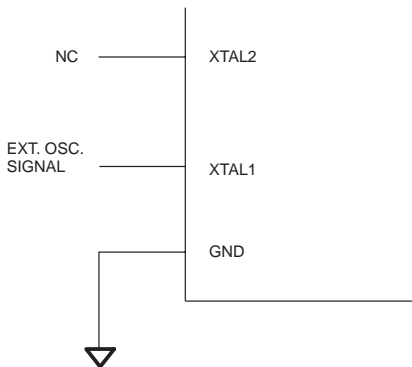 NC
XTAL2
EXT. OSC.
SIGNAL
XTAL1
GND